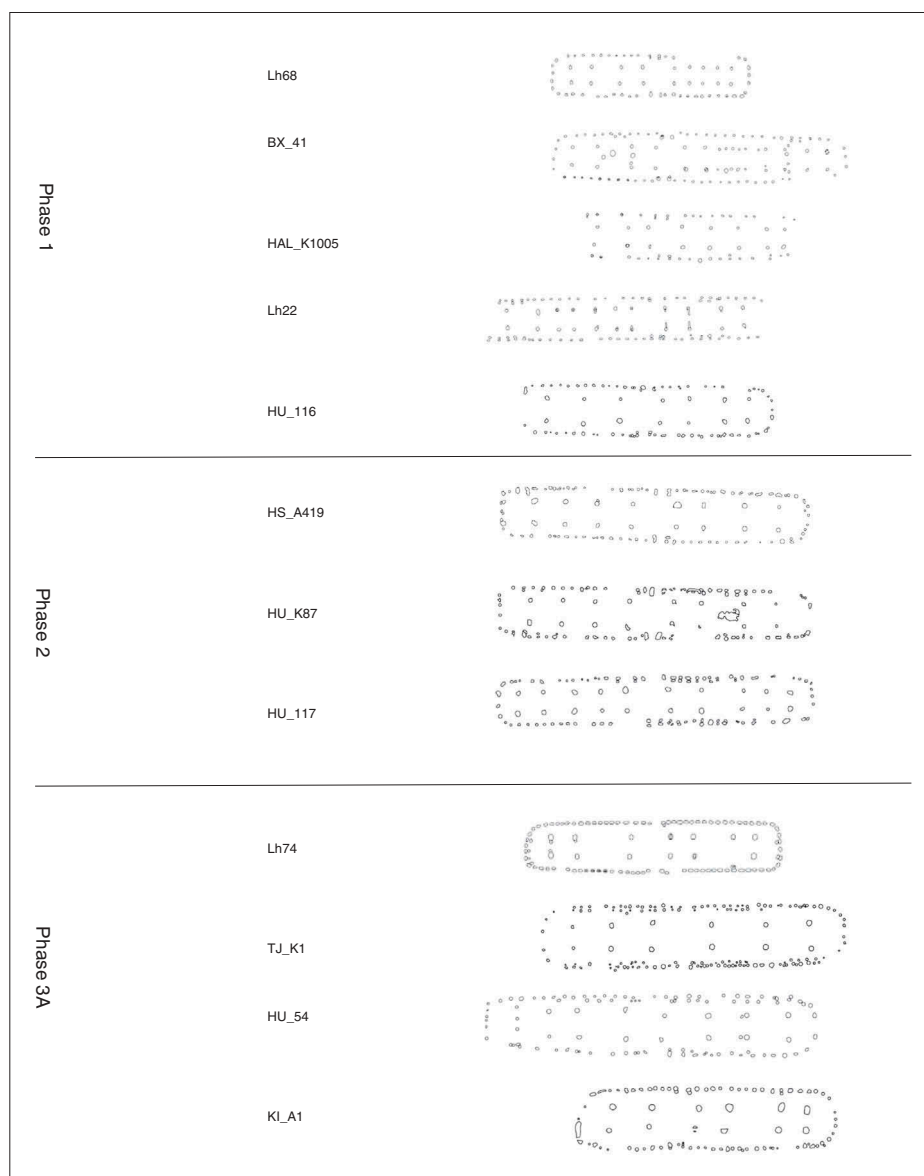 Phase 1
Lh68
BX_41
HAL_K1005
Lh22
HU_116
Phase 2
HS_A419
HU_K87
HU_117
Phase 3A
Lh74
TJ_K1
HU_54
KI_A1